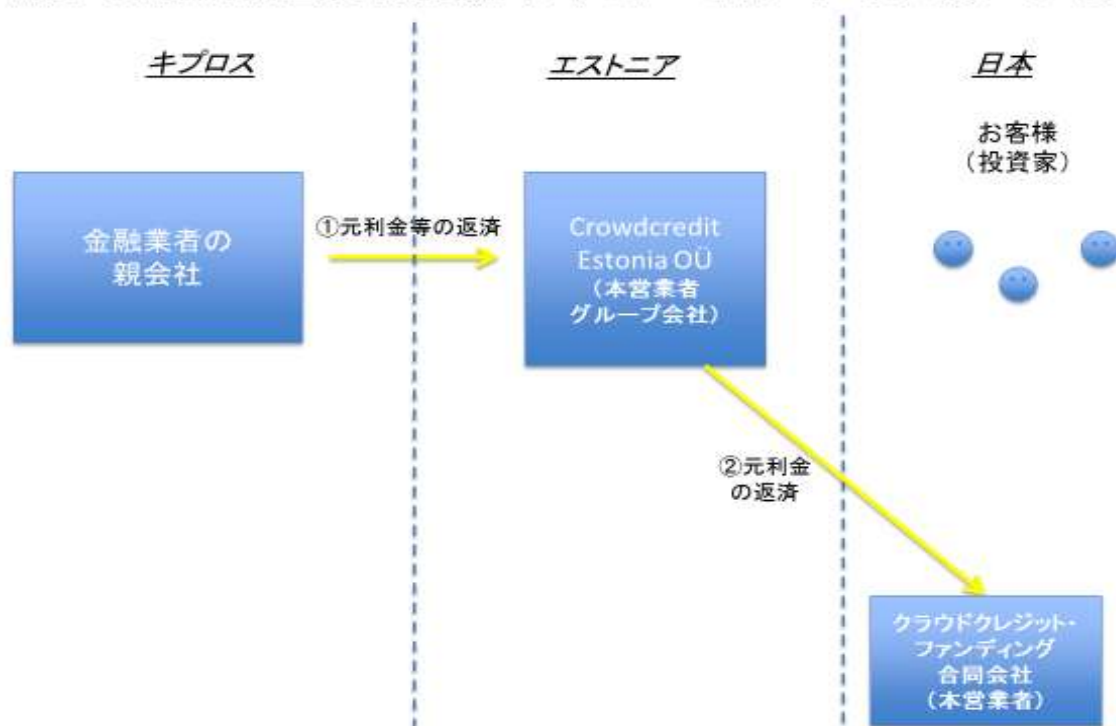 キプロス
エストニア
日本
お客様
（投資家）
金融業者の
親会社
①元利金等の返済
Crowdcredit
Estonia OÜ
（本営業者
グループ会社）
②元利金
の返済
クラウドクレジット・
ファンディング
合同会社
（本営業者）